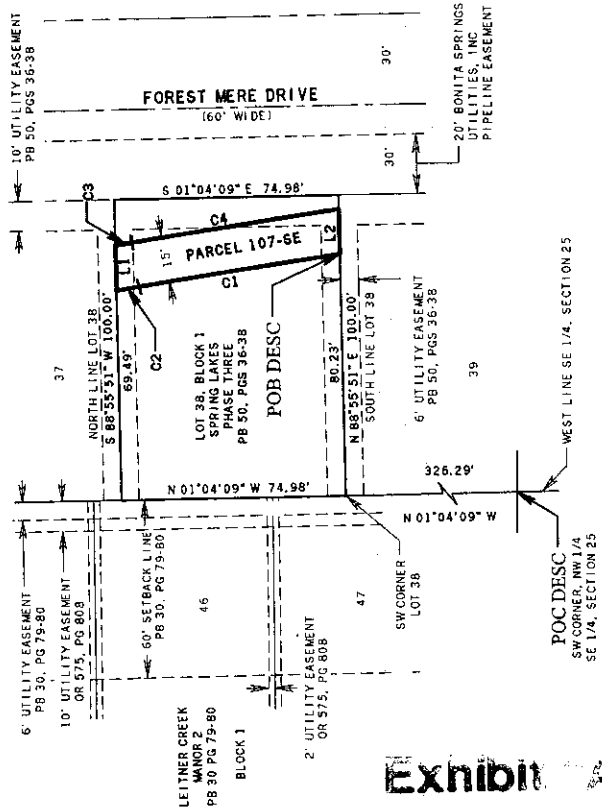 10' UTILITY EASEMENT
PB 50, PGS 36-38
FOREST MERE DRIVE
(60' WIDE)
30'
30'
20' BONITA SPRINGS
UTILITIES, INC
PIPELINE EASEMENT
C3
S 01°04'09" E 74.98'
C4
L1
15'
PARCEL 107-SE
L2
C1
C2
37
NORTH LINE LOT 38
S 88°55'51" W 100.00'
69.49'
LOT 38, BLOCK 1
SPRING LAKES
PHASE THREE
PB 50, PGS 36-38
POB DESC
80.23'
N 88°55'51" E 100.00'
SOUTH LINE LOT 38
6' UTILITY EASEMENT
PB 50, PGS 36-38
39
N 01°04'09" W 74.98'
326.29'
N 01°04'09" W
WEST LINE SE 1/4, SECTION 25
6' UTILITY EASEMENT
PB 30, PG 79-80
10' UTILITY EASEMENT
OR 575, PG 808
60' SETBACK LINE
PB 30, PG 79-80
46
47
SW CORNER
LOT 38
POC DESC
SW CORNER, NW 1/4
SE 1/4, SECTION 25
LEITNER CREEK
MANOR 2
PB 30 PG 79-80
BLOCK 1
2' UTILITY EASEMENT
OR 575, PG 808
Exhibit